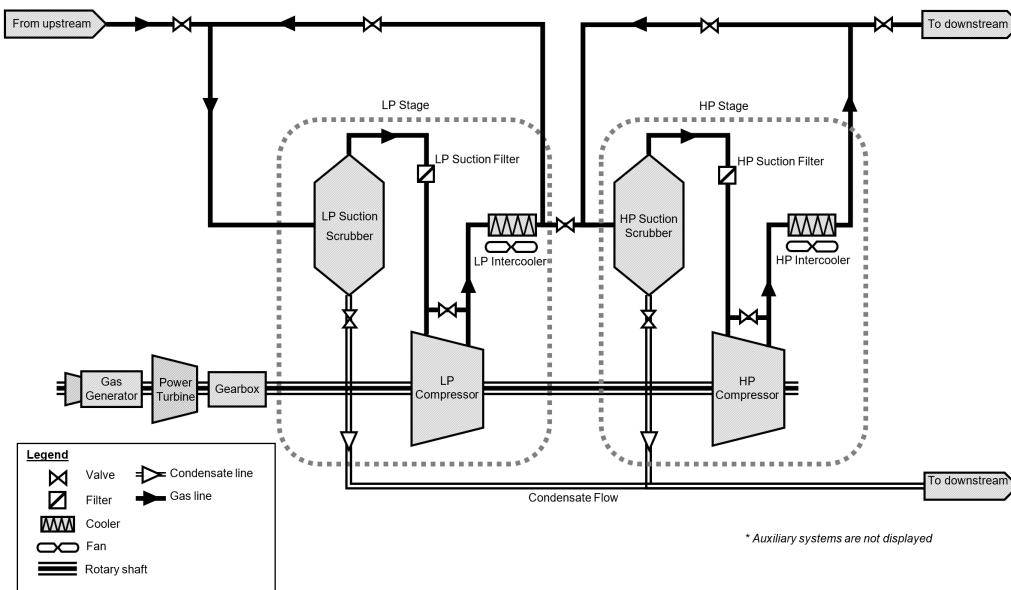 From upstream
To downstream
LP Stage
HP Stage
LP Suction Filter
HP Suction Filter
LP Suction
Scrubber
HP Suction
Scrubber
LP Intercooler
HP Intercooler
Gas
Generator
Power
Turbine
Gearbox
LP
Compressor
HP
Compressor
Legend
Valve
Condensate line
Filter
Gas line
Cooler
Fan
Rotary shaft
Condensate Flow
To downstream
* Auxiliary systems are not displayed